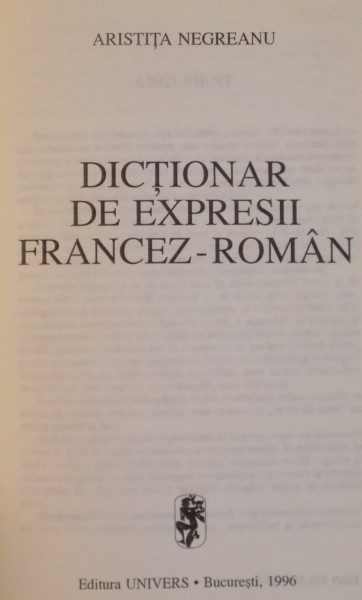 ARISTIȚA NEGREANU
DICȚIONAR
DE EXPRESII
FRANCEZ-ROMÂN
Editura UNIVERS • București, 1996